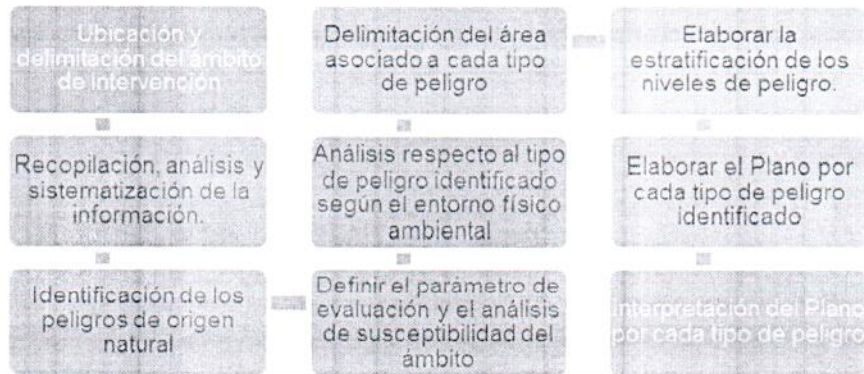 Ubicación y
delimitación del ámbito
de Intervención
Recopilación, análisis y
sistematización de la
información.
Identificación de los
peligros de origen
natural
Definir el parámetro de
evaluación y el análisis
de susceptibilidad del
ámbito
Análisis respecto al tipo
de peligro identificado
según el entorno físico
ambiental
Delimitación del área
asociado a cada tipo
de peligro
Elaborar la
estratificación de los
niveles de peligro.
Elaborar el Plano por
cada tipo de peligro
identificado
Interpretación del Plano
por cada tipo de peligro